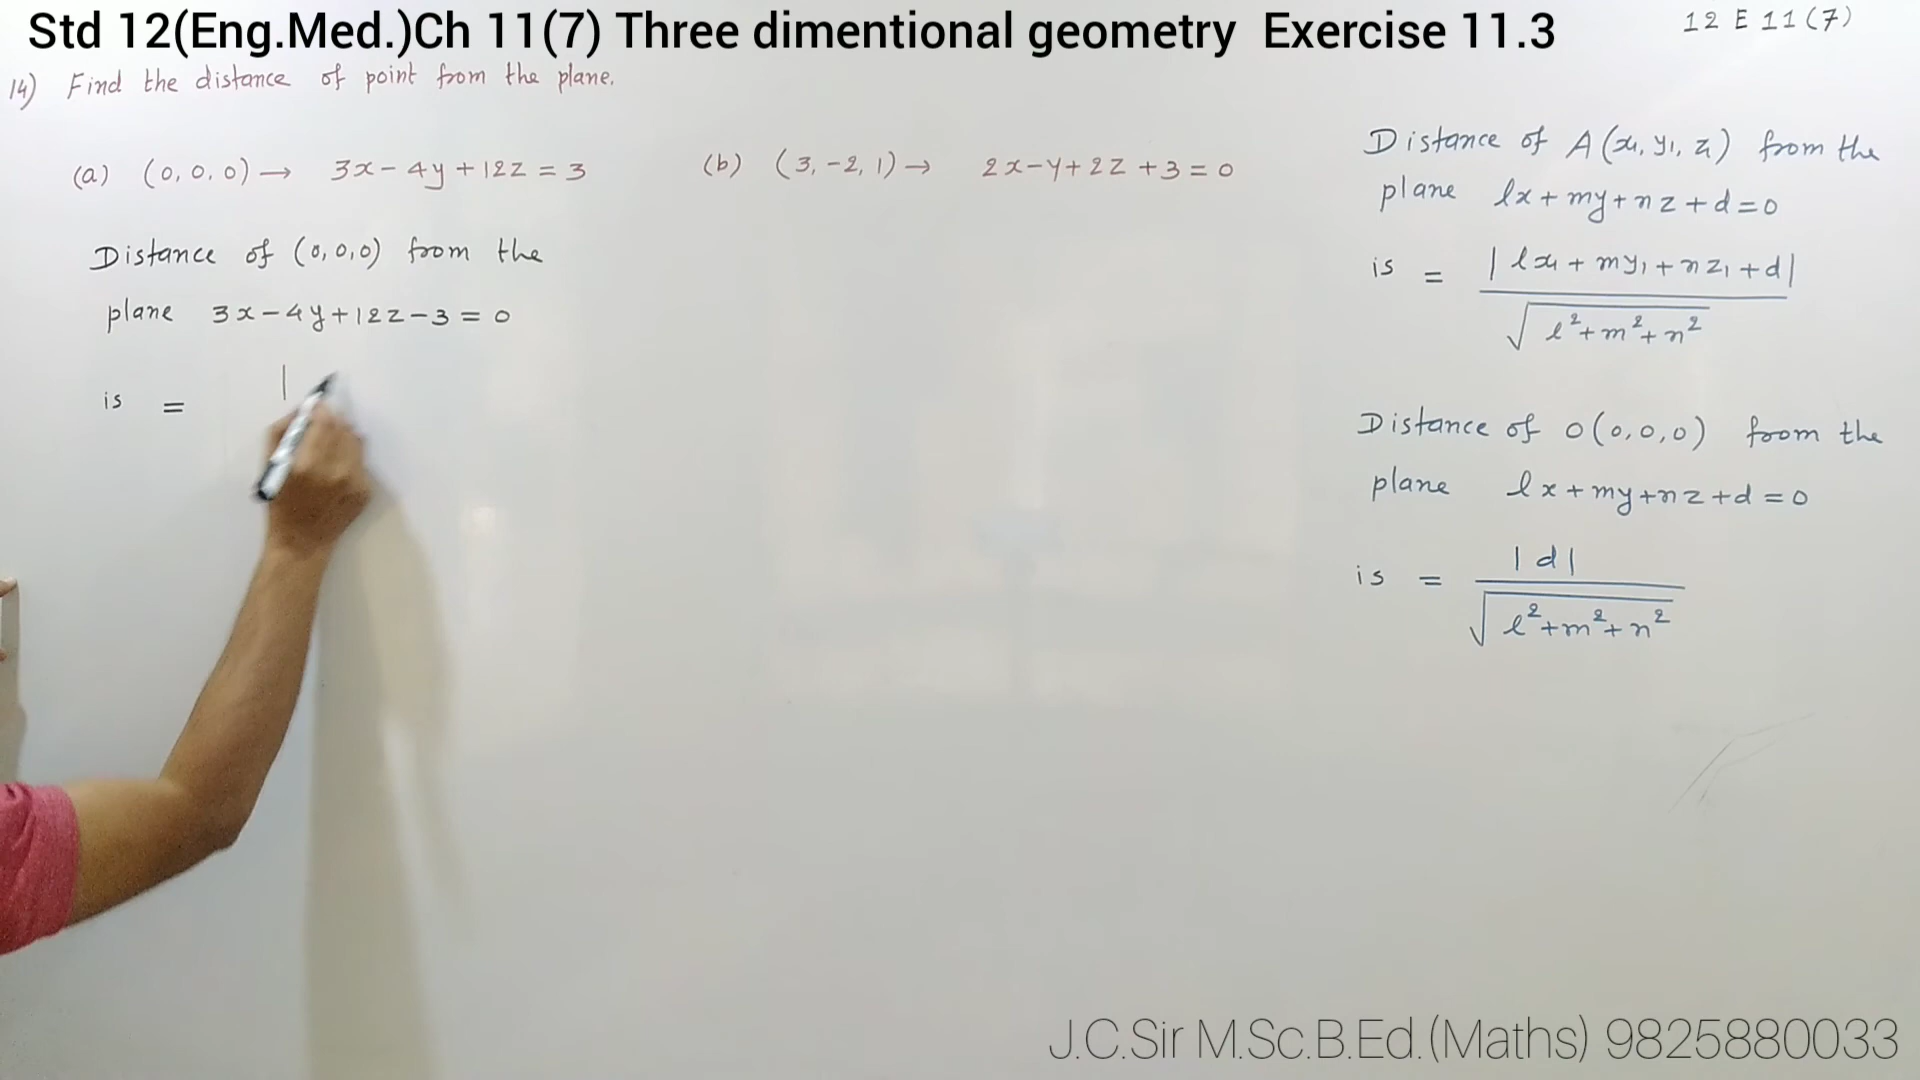 Std 12(Eng.Med.)Ch 11(7) Three dimentional geometry Exercise 11.3
12 E 11(7)
14) Find the distance of point from the plane.
(a) (0,0,0) → 3x - 4y + 12z = 3
(b) (3, -2, 1) → 2x - y + 2z + 3 = 0
Distance of (0,0,0) from the
plane 3x - 4y + 12z - 3 = 0
is = |
Distance of A(x₁, y₁, z₁) from the
plane lx + my + nz + d = 0
is = | lx₁ + my₁ + nz₁ + d |
√ l² + m² + n²
Distance of O(0,0,0) from the
plane lx + my + nz + d = 0
is = | d |
√ l² + m² + n²
J.C.Sir M.Sc.B.Ed.(Maths) 9825880033